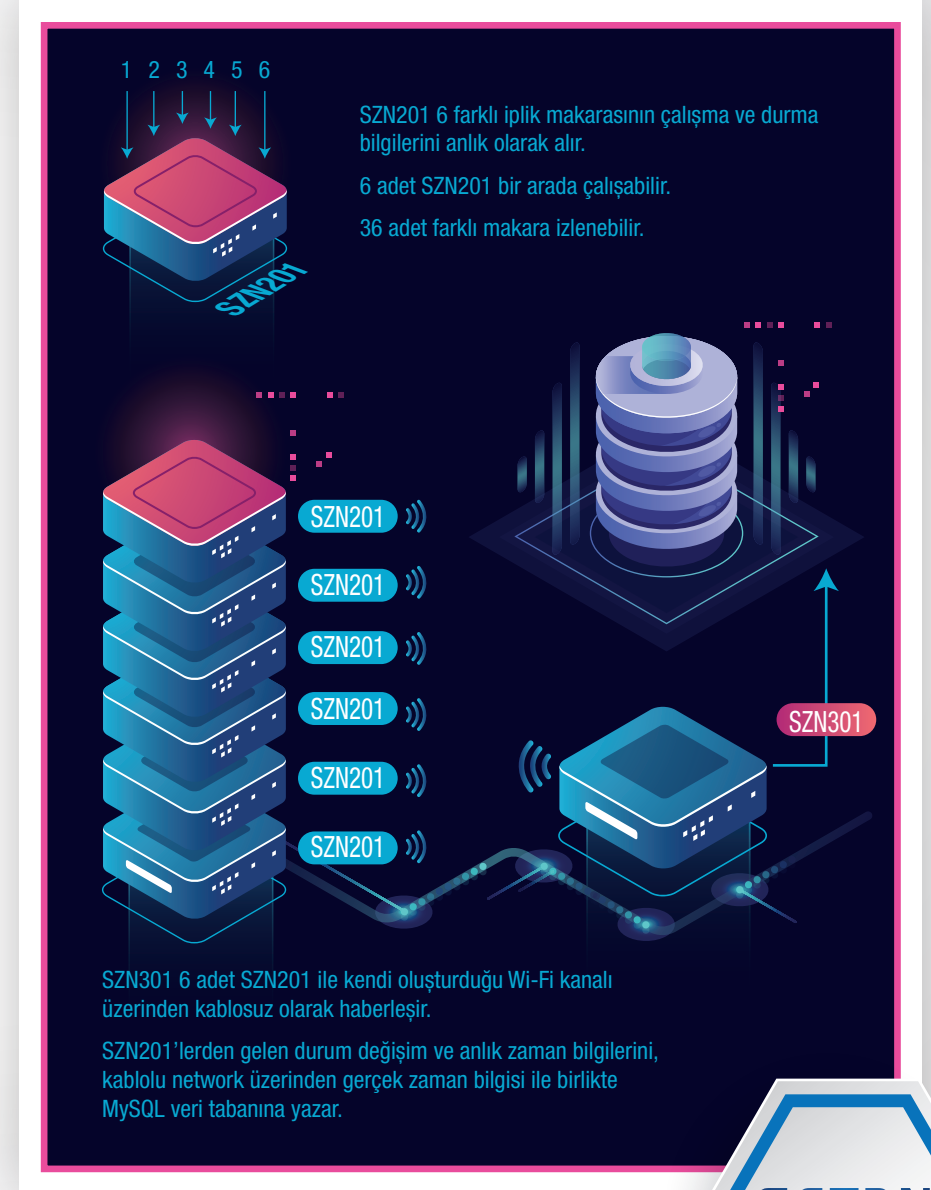 1 2 3 4 5 6
SZN201 6 farklı iplik makarasının çalışma ve durma
bilgilerini anlık olarak alır.
6 adet SZN201 bir arada çalışabilir.
36 adet farklı makara izlenebilir.
SZN201
SZN201
SZN201
SZN201
SZN201
SZN201
SZN201
SZN301
SZN301 6 adet SZN201 ile kendi oluşturduğu Wi-Fi kanalı
üzerinden kablosuz olarak haberleşir.
SZN201’lerden gelen durum değişim ve anlık zaman bilgilerini,
kablolu network üzerinden gerçek zaman bilgisi ile birlikte
MySQL veri tabanına yazar.